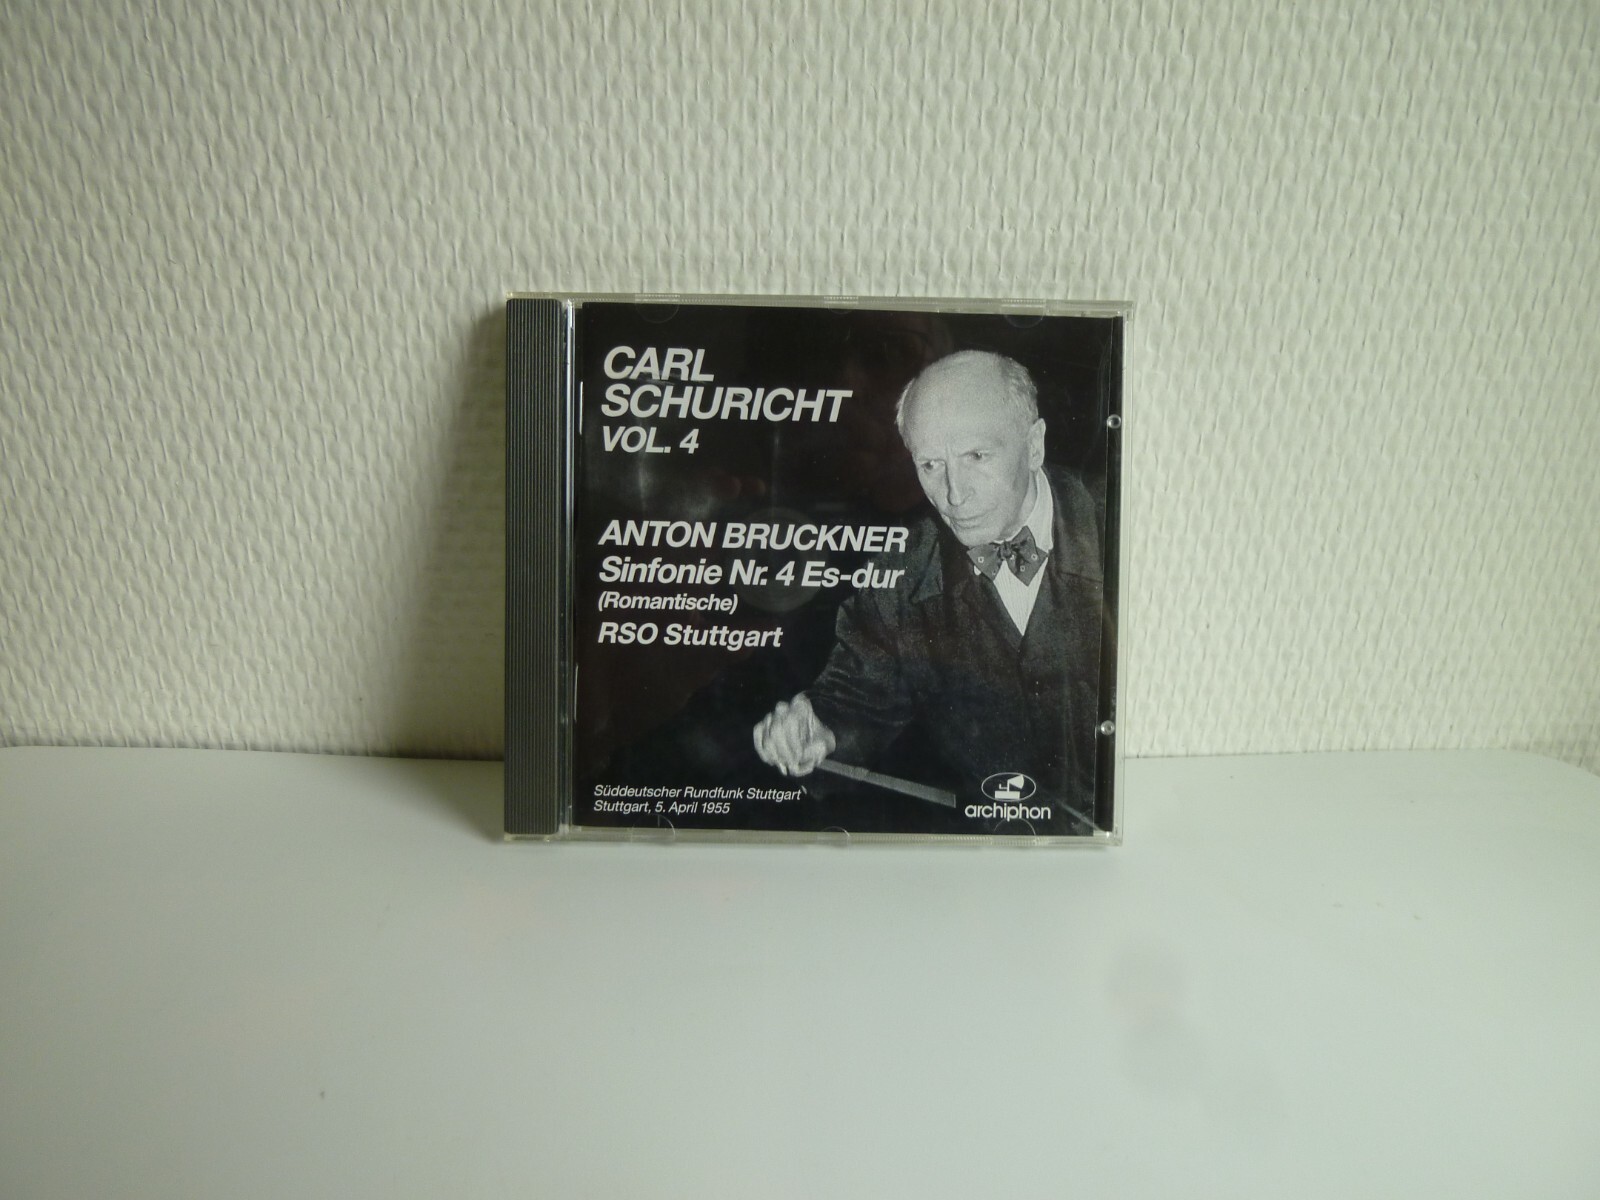 CARL
SCHURICHT
VOL. 4
ANTON BRUCKNER
Sinfonie Nr. 4 Es-dur
(Romantische)
RSO Stuttgart
Süddeutscher Rundfunk Stuttgart
Stuttgart, 5. April 1955
archiphon